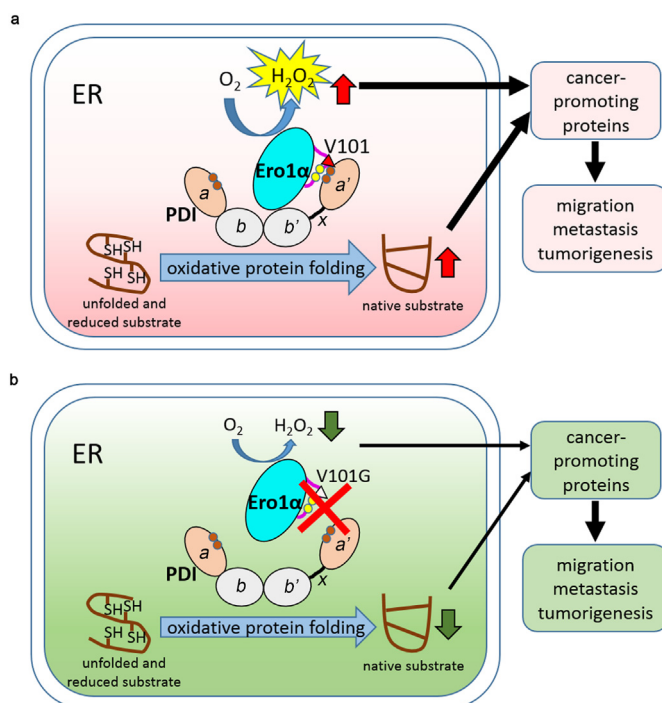 a
ER
O₂
H₂O₂
V101
Ero1α
a
a'
PDI
b
b'
x
SH
SH
SH
SH
oxidative protein folding
unfolded and
reduced substrate
native substrate
cancer-
promoting
proteins
migration
metastasis
tumorigenesis
b
ER
O₂
H₂O₂
V101G
Ero1α
a
a'
PDI
b
b'
x
SH
SH
SH
SH
oxidative protein folding
unfolded and
reduced substrate
native substrate
cancer-
promoting
proteins
migration
metastasis
tumorigenesis